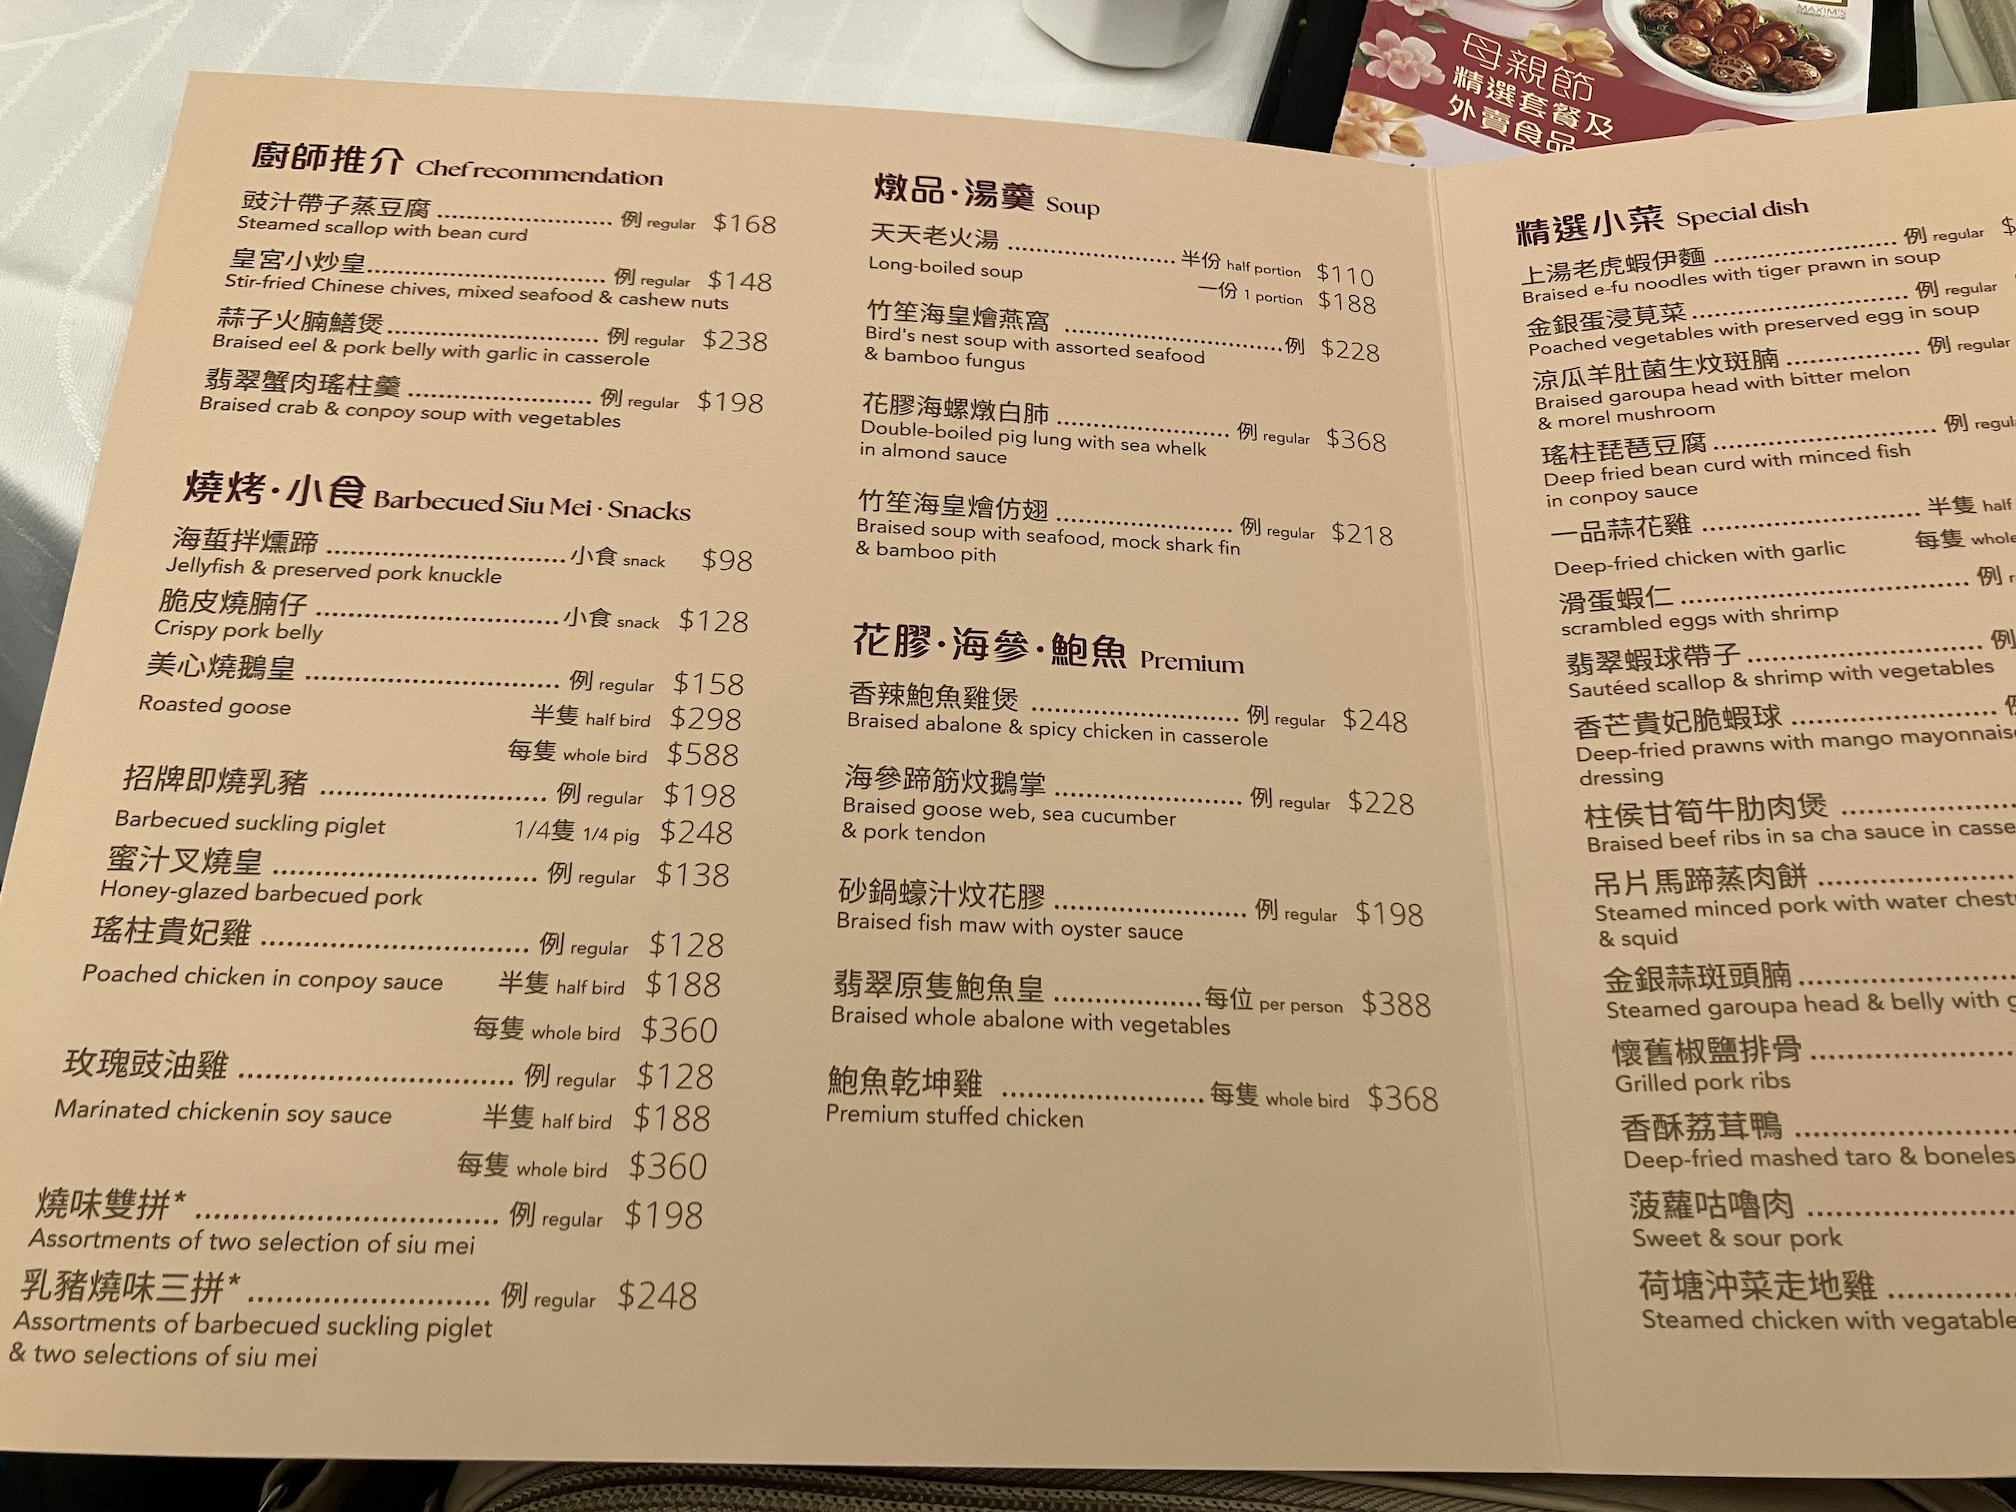 MAXIM'S
母親節
精選套餐及
外賣食品
廚師推介 Chef recommendation
豉汁帶子蒸豆腐 例 regular $168
Steamed scallop with bean curd
皇宮小炒皇 例 regular $148
Stir-fried Chinese chives, mixed seafood & cashew nuts
蒜子火腩鱔煲 例 regular $238
Braised eel & pork belly with garlic in casserole
翡翠蟹肉瑤柱羹 例 regular $198
Braised crab & conpoy soup with vegetables
燒烤·小食 Barbecued Siu Mei · Snacks
海蜇拌燻蹄 小食 snack $98
Jellyfish & preserved pork knuckle
脆皮燒腩仔 小食 snack $128
Crispy pork belly
美心燒鵝皇 例 regular $158
Roasted goose 半隻 half bird $298
每隻 whole bird $588
招牌即燒乳豬 例 regular $198
Barbecued suckling piglet 1/4隻 1/4 pig $248
蜜汁叉燒皇 例 regular $138
Honey-glazed barbecued pork
瑤柱貴妃雞 例 regular $128
Poached chicken in conpoy sauce 半隻 half bird $188
每隻 whole bird $360
玫瑰豉油雞 例 regular $128
Marinated chickenin soy sauce 半隻 half bird $188
每隻 whole bird $360
燒味雙拼* 例 regular $198
Assortments of two selection of siu mei
乳豬燒味三拼* 例 regular $248
Assortments of barbecued suckling piglet
& two selections of siu mei
燉品·湯羹 Soup
天天老火湯 半份 half portion $110
Long-boiled soup 一份 1 portion $188
竹笙海皇燴燕窩 例 $228
Bird's nest soup with assorted seafood
& bamboo fungus
花膠海螺燉白肺 例 regular $368
Double-boiled pig lung with sea whelk
in almond sauce
竹笙海皇燴仿翅 例 regular $218
Braised soup with seafood, mock shark fin
& bamboo pith
花膠·海參·鮑魚 Premium
香辣鮑魚雞煲 例 regular $248
Braised abalone & spicy chicken in casserole
海參蹄筋炆鵝掌 例 regular $228
Braised goose web, sea cucumber
& pork tendon
砂鍋蠔汁炆花膠 例 regular $198
Braised fish maw with oyster sauce
翡翠原隻鮑魚皇 每位 per person $388
Braised whole abalone with vegetables
鮑魚乾坤雞 每隻 whole bird $368
Premium stuffed chicken
精選小菜 Special dish
上湯老虎蝦伊麵 例 regular $
Braised e-fu noodles with tiger prawn in soup
金銀蛋浸莧菜 例 regular
Poached vegetables with preserved egg in soup
涼瓜羊肚菌生炆斑腩 例 regular
Braised garoupa head with bitter melon
& morel mushroom
瑤柱琵琶豆腐 例
Deep fried bean curd with minced fish
in conpoy sauce
一品蒜花雞 半隻 half
Deep-fried chicken with garlic 每隻 whole
滑蛋蝦仁 例
scrambled eggs with shrimp
翡翠蝦球帶子 例
Sautéed scallop & shrimp with vegetables
香芒貴妃脆蝦球
Deep-fried prawns with mango mayonnaise
dressing
柱侯甘筍牛肋肉煲
Braised beef ribs in sa cha sauce in
吊片馬蹄蒸肉餅
Steamed minced pork with water
& squid
金銀蒜斑頭腩
Steamed garoupa head & belly with
懷舊椒鹽排骨
Grilled pork ribs
香酥荔茸鴨
Deep-fried mashed taro &
菠蘿咕嚕肉
Sweet & sour pork
荷塘沖菜走地雞
Steamed chicken with